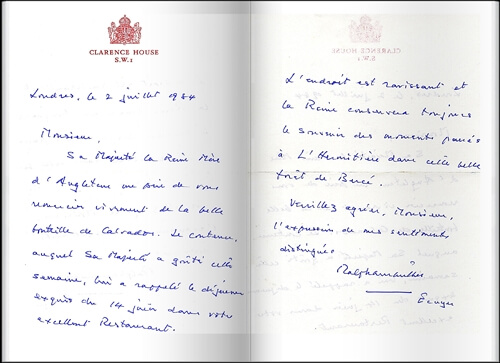 CLARENCE HOUSE
S.W.1
Londres, le 2 juillet 1984
Monsieur,
Sa Majesté la Reine Mère
d'Angleterre me prie de vous
remercier vivement de la belle
bouteille de Calvados. Le contenu,
auquel Sa Majesté a goûté cette
semaine, lui a rappelé le déjeuner
exquis du 14 juin dans votre
excellent Restaurant.
L'endroit est ravissant et
la Reine conservera toujours
le souvenir des moments passés
à L'Hermitière dans cette belle
forêt de Bercé.
Veuillez agréer, Monsieur,
l'expression de mes sentiments
distingués
Ecuyer